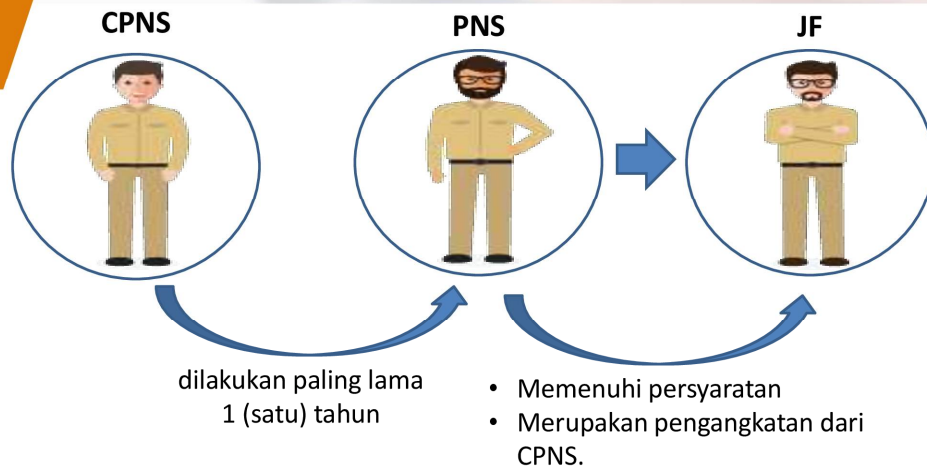 CPNS
PNS
JF
dilakukan paling lama
1 (satu) tahun
• Memenuhi persyaratan
• Merupakan pengangkatan dari
CPNS.